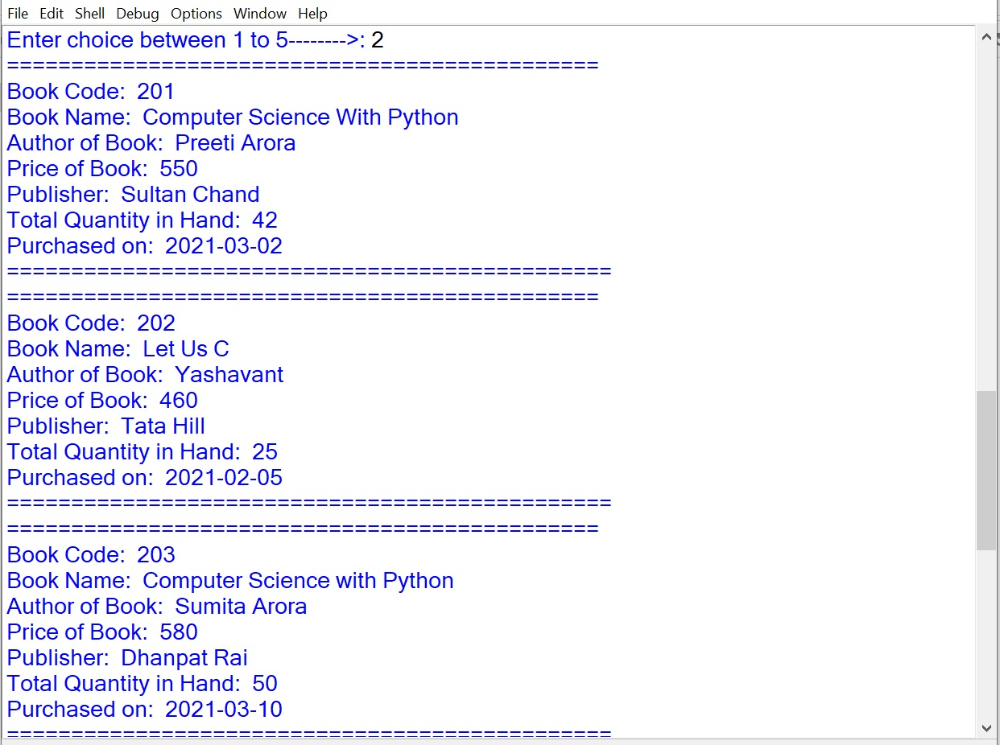 File Edit Shell Debug Options Window Help
Enter choice between 1 to 5-------->: 2
==============================================
Book Code:  201
Book Name:  Computer Science With Python
Author of Book:  Preeti Arora
Price of Book:  550
Publisher:  Sultan Chand
Total Quantity in Hand:  42
Purchased on:  2021-03-02
===============================================
==============================================
Book Code:  202
Book Name:  Let Us C
Author of Book:  Yashavant
Price of Book:  460
Publisher:  Tata Hill
Total Quantity in Hand:  25
Purchased on:  2021-02-05
===============================================
==============================================
Book Code:  203
Book Name:  Computer Science with Python
Author of Book:  Sumita Arora
Price of Book:  580
Publisher:  Dhanpat Rai
Total Quantity in Hand:  50
Purchased on:  2021-03-10
===============================================